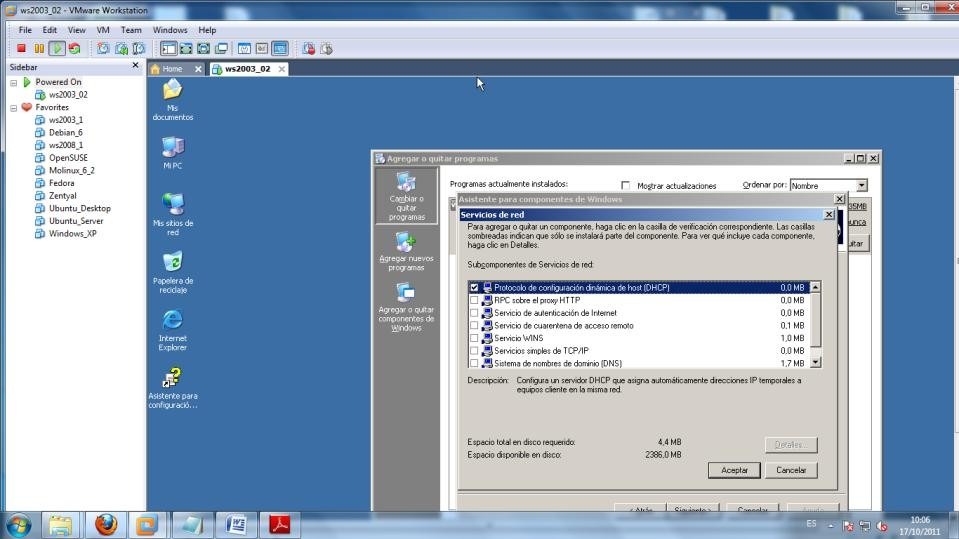 ws2003_02 - VMware Workstation
File Edit View VM Team Windows Help
Sidebar
Powered On
ws2003_02
Favorites
ws2003_1
Debian_6
ws2008_1
OpenSUSE
Molinux_6_2
Fedora
Zentyal
Ubuntu_Desktop
Ubuntu_Server
Windows_XP
Home
ws2003_02
Mis documentos
Mi PC
Mis sitios de red
Papelera de reciclaje
Internet Explorer
Asistente para configuració...
Agregar o quitar programas
Cambiar o quitar programas
Agregar nuevos programas
Agregar o quitar componentes de Windows
Programas actualmente instalados:
Mostrar actualizaciones
Ordenar por: Nombre
Asistente para componentes de Windows
Servicios de red
Para agregar o quitar un componente, haga clic en la casilla de verificación correspondiente. Las casillas
sombreadas indican que sólo se instalará parte del componente. Para ver qué incluye cada componente,
haga clic en Detalles.
Subcomponentes de Servicios de red:
Protocolo de configuración dinámica de host (DHCP) 0,0 MB
RPC sobre el proxy HTTP 0,0 MB
Servicio de autenticación de Internet 0,0 MB
Servicio de cuarentena de acceso remoto 0,1 MB
Servicio WINS 1,0 MB
Servicios simples de TCP/IP 0,0 MB
Sistema de nombres de dominio (DNS) 1,7 MB
Descripción: Configura un servidor DHCP que asigna automáticamente direcciones IP temporales a
equipos cliente en la misma red.
Espacio total en disco requerido: 4,4 MB
Espacio disponible en disco: 2386,0 MB
Detalles...
Aceptar
Cancelar
< Atrás
Siguiente >
Cancelar
Ayuda
ES
10:06
17/10/2011